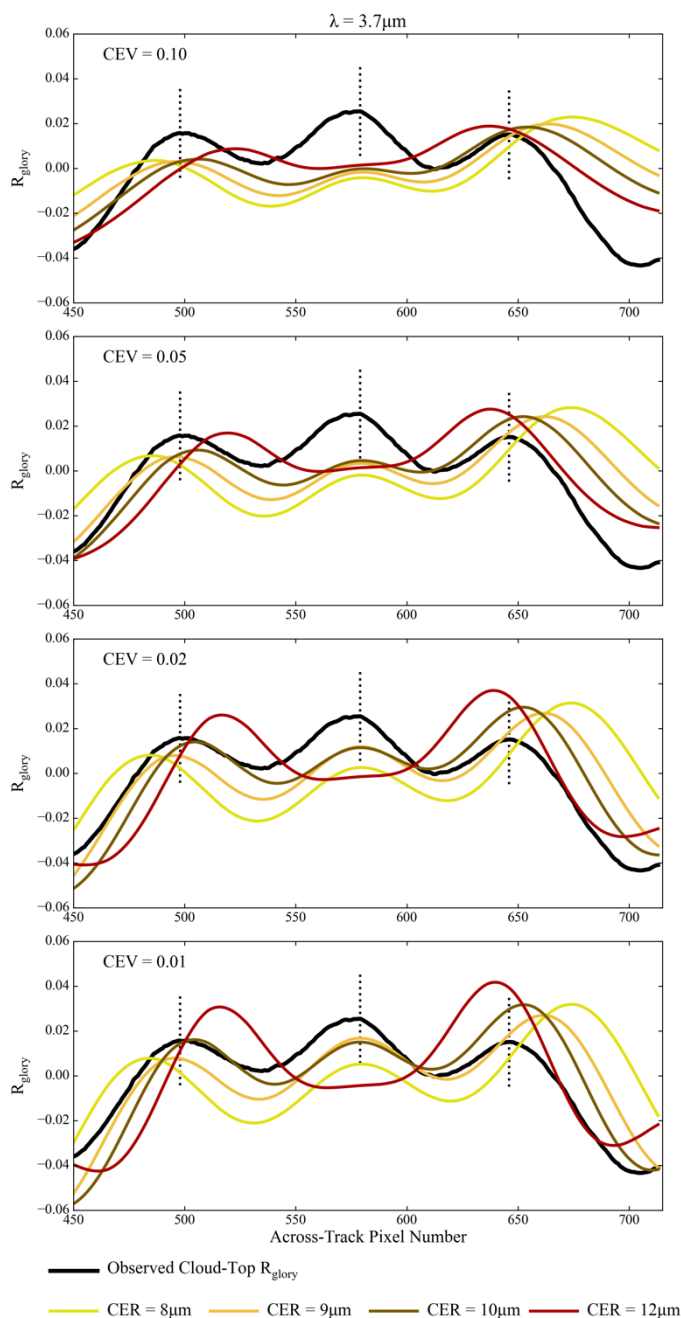 λ = 3.7μm
CEV = 0.10
0.06
0.04
0.02
0.00
−0.02
−0.04
−0.06
R_glory
450 500 550 600 650 700
CEV = 0.05
0.06
0.04
0.02
0.00
−0.02
−0.04
−0.06
R_glory
450 500 550 600 650 700
CEV = 0.02
0.06
0.04
0.02
0.00
−0.02
−0.04
−0.06
R_glory
450 500 550 600 650 700
CEV = 0.01
0.06
0.04
0.02
0.00
−0.02
−0.04
−0.06
R_glory
450 500 550 600 650 700
Across-Track Pixel Number
Observed Cloud-Top R_glory
CER = 8μm CER = 9μm CER = 10μm CER = 12μm